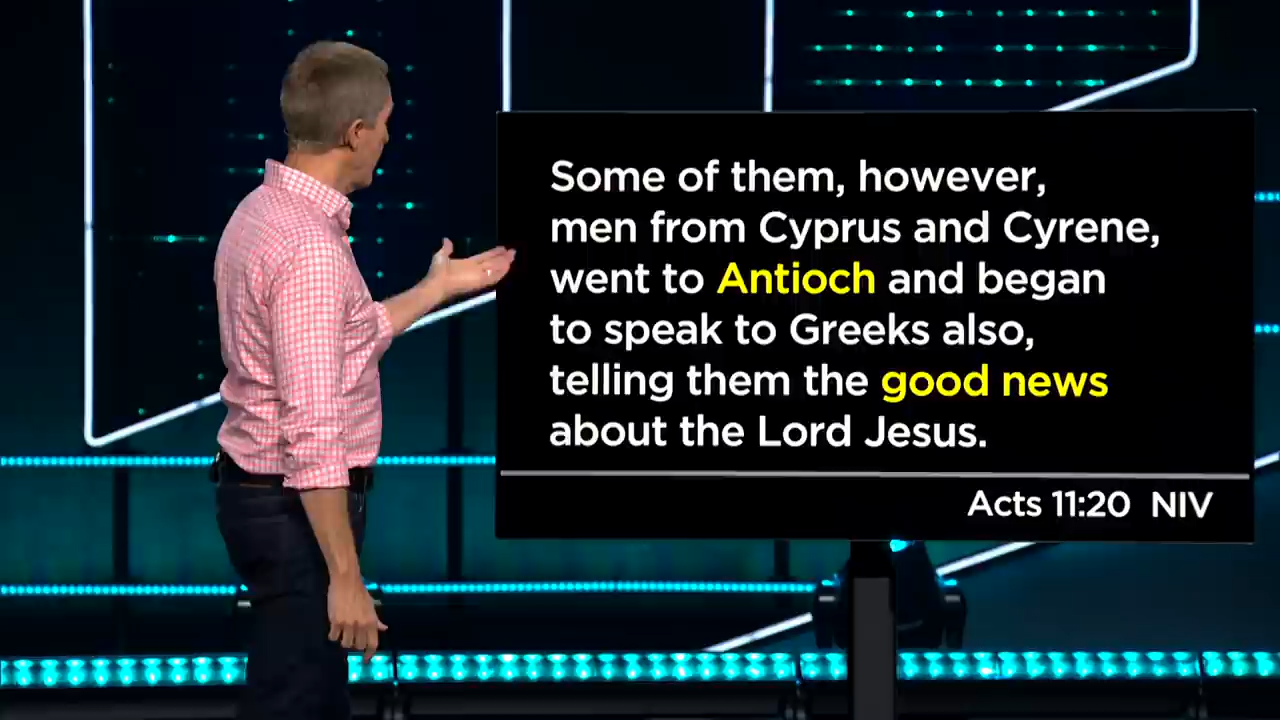 Some of them, however,
men from Cyprus and Cyrene,
went to Antioch and began
to speak to Greeks also,
telling them the good news
about the Lord Jesus.
Acts 11:20 NIV